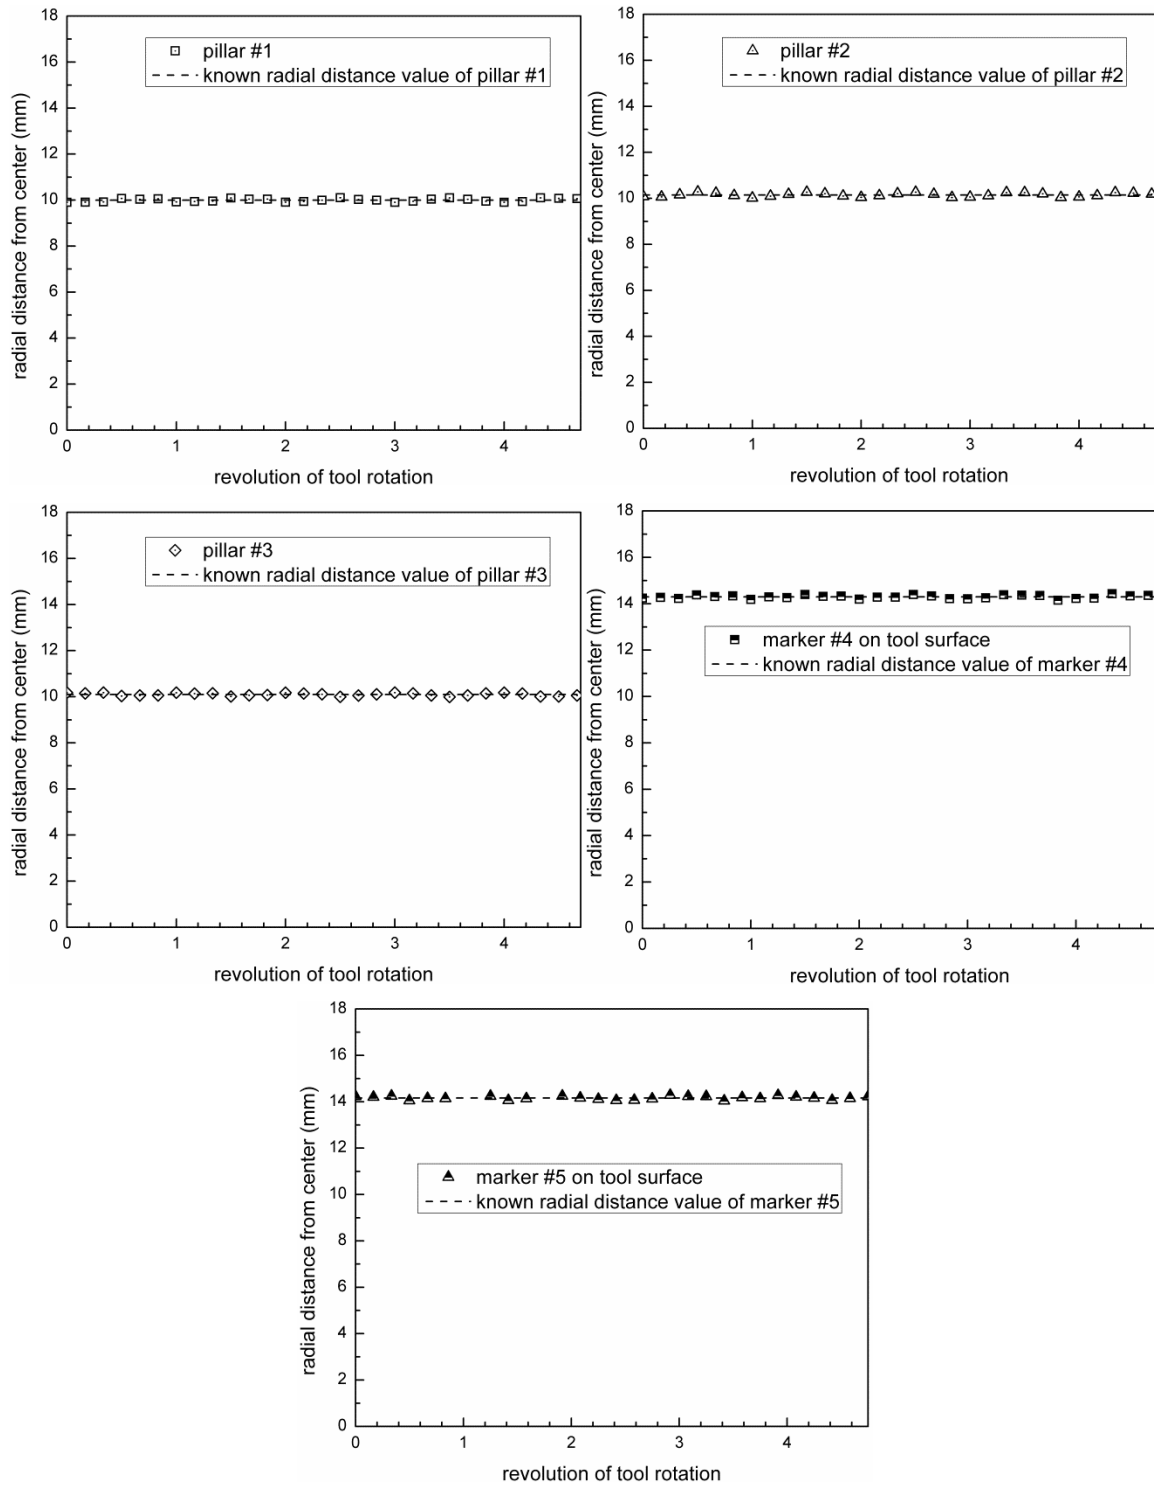 18
16
14
12
10
8
6
4
2
0
radial distance from center (mm)
pillar #1
known radial distance value of pillar #1
0 1 2 3 4
revolution of tool rotation
18
16
14
12
10
8
6
4
2
0
radial distance from center (mm)
pillar #2
known radial distance value of pillar #2
0 1 2 3 4
revolution of tool rotation
18
16
14
12
10
8
6
4
2
0
radial distance from center (mm)
pillar #3
known radial distance value of pillar #3
0 1 2 3 4
revolution of tool rotation
18
16
14
12
10
8
6
4
2
0
radial distance from center (mm)
marker #4 on tool surface
known radial distance value of marker #4
0 1 2 3 4
revolution of tool rotation
18
16
14
12
10
8
6
4
2
0
radial distance from center (mm)
marker #5 on tool surface
known radial distance value of marker #5
0 1 2 3 4
revolution of tool rotation